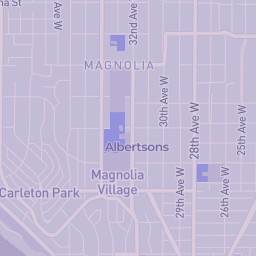 na St
Ave W
32nd Ave W
MAGNOLIA
30th Ave W
28th Ave W
25th Ave W
Albertsons
Magnolia
Village
Carleton Park
29th Ave W
26th Ave W